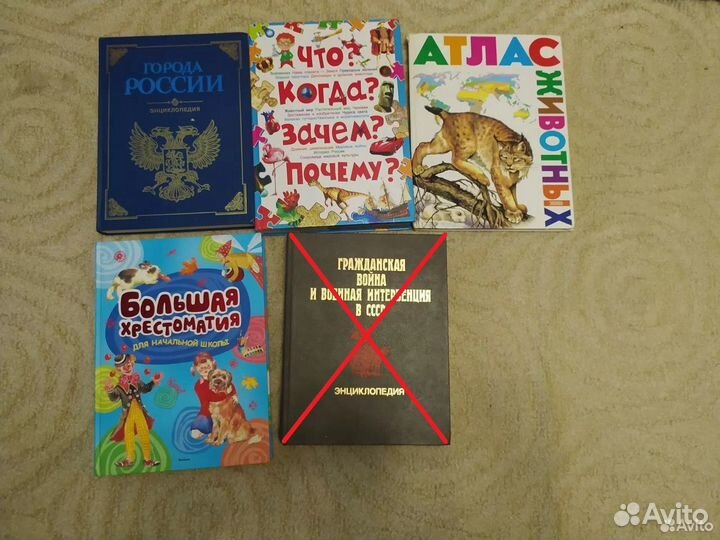 ГОРОДА
РОССИИ
ЭНЦИКЛОПЕДИЯ
ЧТО?
КОГДА?
ЗАЧЕМ?
ПОЧЕМУ?
АТЛАС
ЖИВОТНЫХ
БОЛЬШАЯ
ХРЕСТОМАТИЯ
ДЛЯ НАЧАЛЬНОЙ ШКОЛЫ
ГРАЖДАНСКАЯ
ВОЙНА
И ВОЕННАЯ ИНТЕРВЕНЦИЯ
В СССР
ЭНЦИКЛОПЕДИЯ
Avito